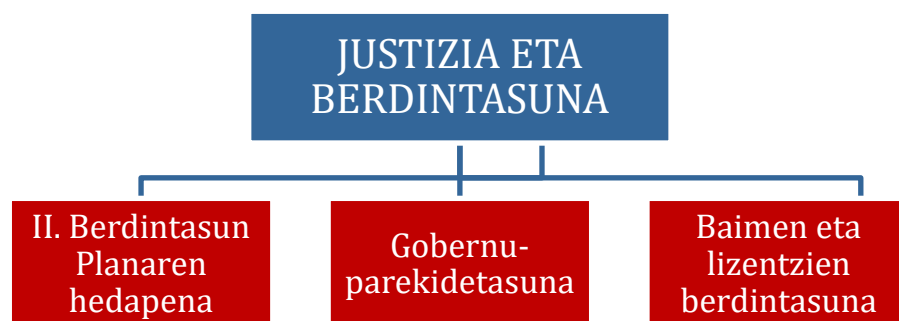 JUSTIZIA ETA
BERDINTASUNA
II. Berdintasun
Planaren
hedapena
Gobernu-
parekidetasuna
Baimen eta
lizentzien
berdintasuna